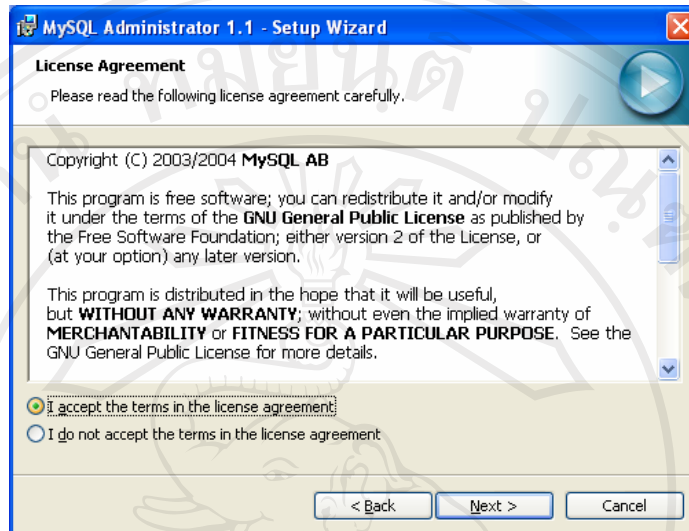 MySQL Administrator 1.1 - Setup Wizard
License Agreement
Please read the following license agreement carefully.
Copyright (C) 2003/2004 MySQL AB
This program is free software; you can redistribute it and/or modify
it under the terms of the GNU General Public License as published by
the Free Software Foundation; either version 2 of the License, or
(at your option) any later version.
This program is distributed in the hope that it will be useful,
but WITHOUT ANY WARRANTY; without even the implied warranty of
MERCHANTABILITY or FITNESS FOR A PARTICULAR PURPOSE. See the
GNU General Public License for more details.
I accept the terms in the license agreement
I do not accept the terms in the license agreement
< Back Next > Cancel